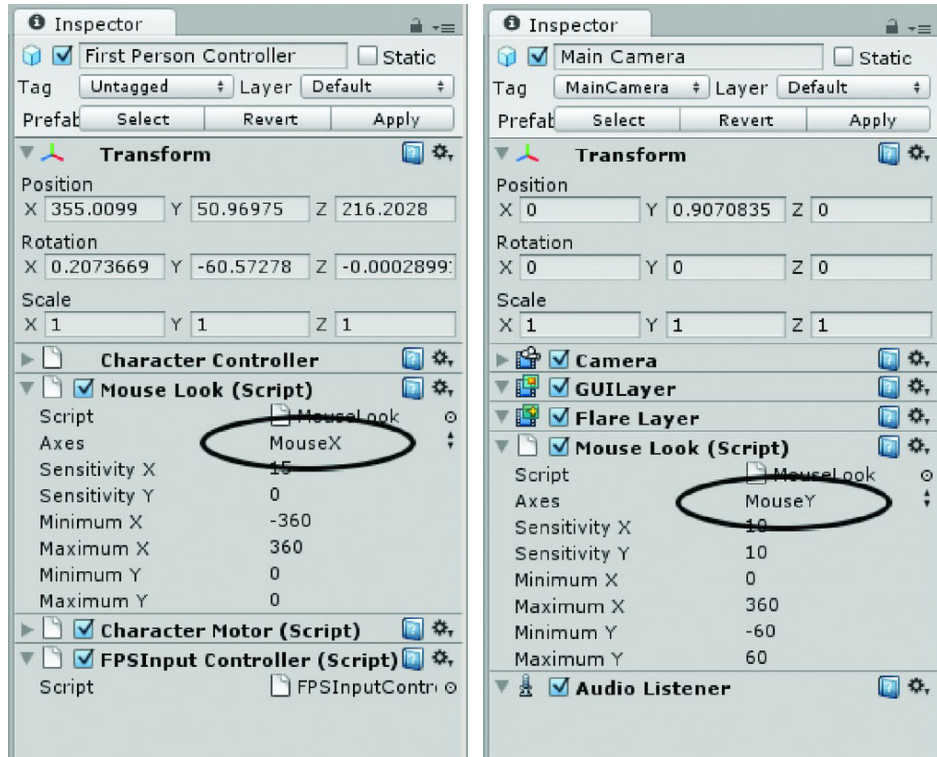 Inspector
First Person Controller Static
Tag Untagged Layer Default
Prefab Select Revert Apply
Transform
Position
X 355.0099 Y 50.96975 Z 216.2028
Rotation
X 0.2073669 Y -60.57278 Z -0.0002899
Scale
X 1 Y 1 Z 1
Character Controller
Mouse Look (Script)
Script MouseLook
Axes MouseX
Sensitivity X 15
Sensitivity Y 0
Minimum X -360
Maximum X 360
Minimum Y 0
Maximum Y 0
Character Motor (Script)
FPSInput Controller (Script)
Script FPSInputContr
Inspector
Main Camera Static
Tag MainCamera Layer Default
Prefab Select Revert Apply
Transform
Position
X 0 Y 0.9070835 Z 0
Rotation
X 0 Y 0 Z 0
Scale
X 1 Y 1 Z 1
Camera
GUILayer
Flare Layer
Mouse Look (Script)
Script MouseLook
Axes MouseY
Sensitivity X 10
Sensitivity Y 10
Minimum X 0
Maximum X 360
Minimum Y -60
Maximum Y 60
Audio Listener